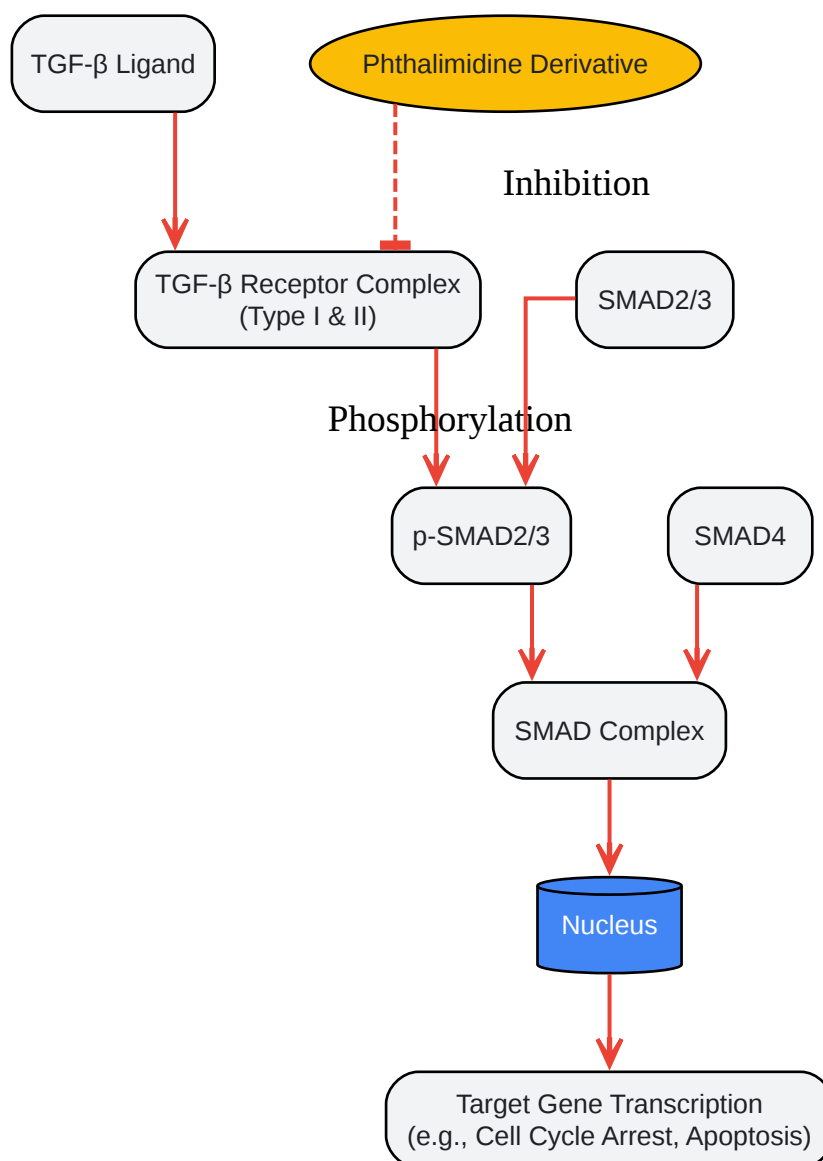 TGF-β Ligand
Phthalimidine Derivative
Inhibition
TGF-β Receptor Complex
(Type I & II)
SMAD2/3
Phosphorylation
p-SMAD2/3
SMAD4
SMAD Complex
Nucleus
Target Gene Transcription
(e.g., Cell Cycle Arrest, Apoptosis)